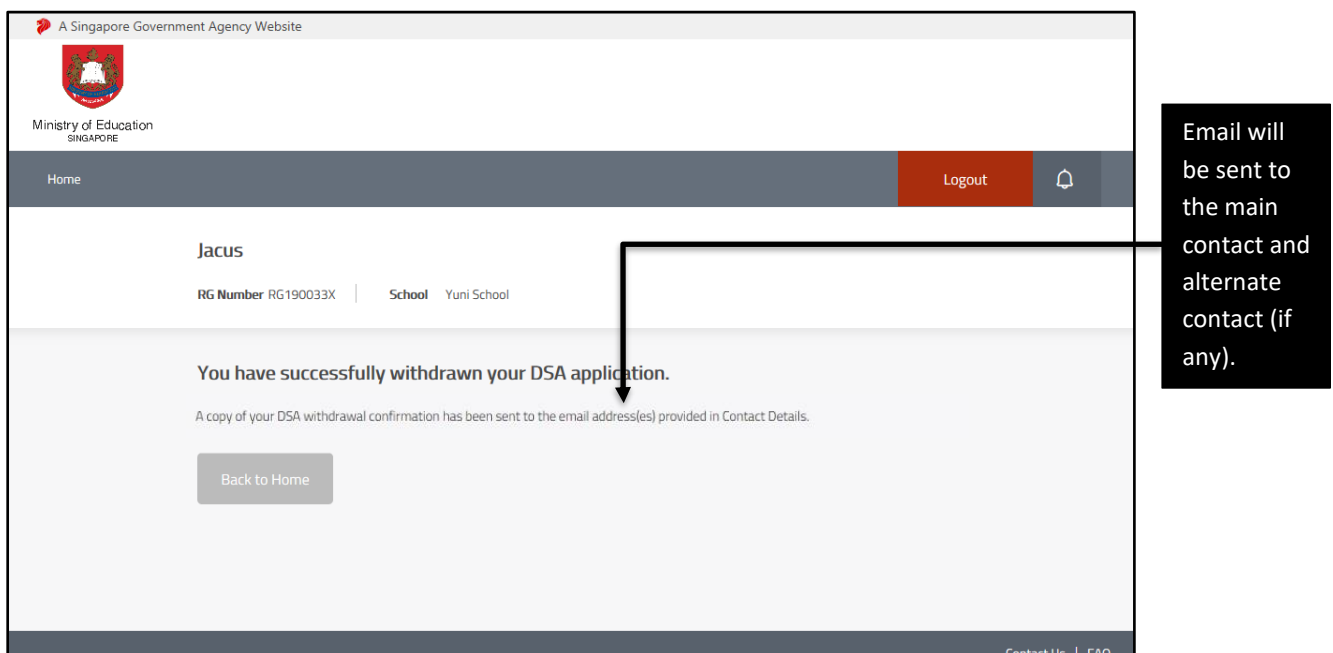 A Singapore Government Agency Website
Ministry of Education
SINGAPORE
Home
Logout
Jacus
RG Number RG190033X
School Yuni School
You have successfully withdrawn your DSA application.
A copy of your DSA withdrawal confirmation has been sent to the email address(es) provided in Contact Details.
Back to Home
Contact Us | FAQ
Email will
be sent to
the main
contact and
alternate
contact (if
any).